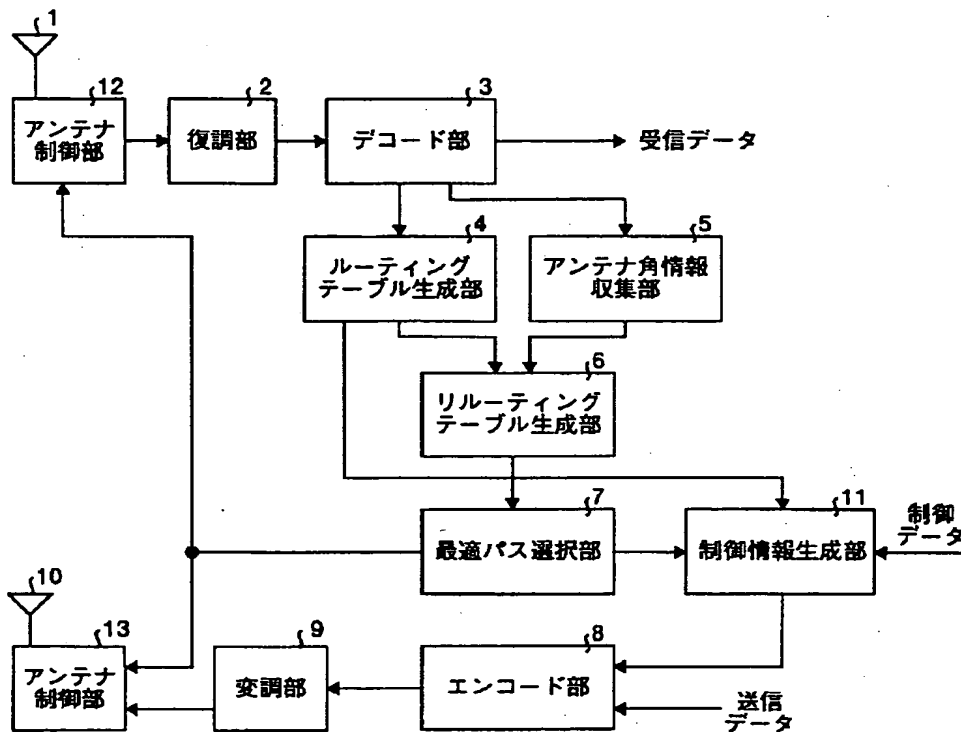 1
12
アンテナ
制御部
2
復調部
3
デコード部
受信データ
4
ルーティング
テーブル生成部
5
アンテナ角情報
収集部
6
リルーティング
テーブル生成部
7
最適パス選択部
11
制御情報生成部
制御
データ
10
13
アンテナ
制御部
9
変調部
8
エンコード部
送信
データ